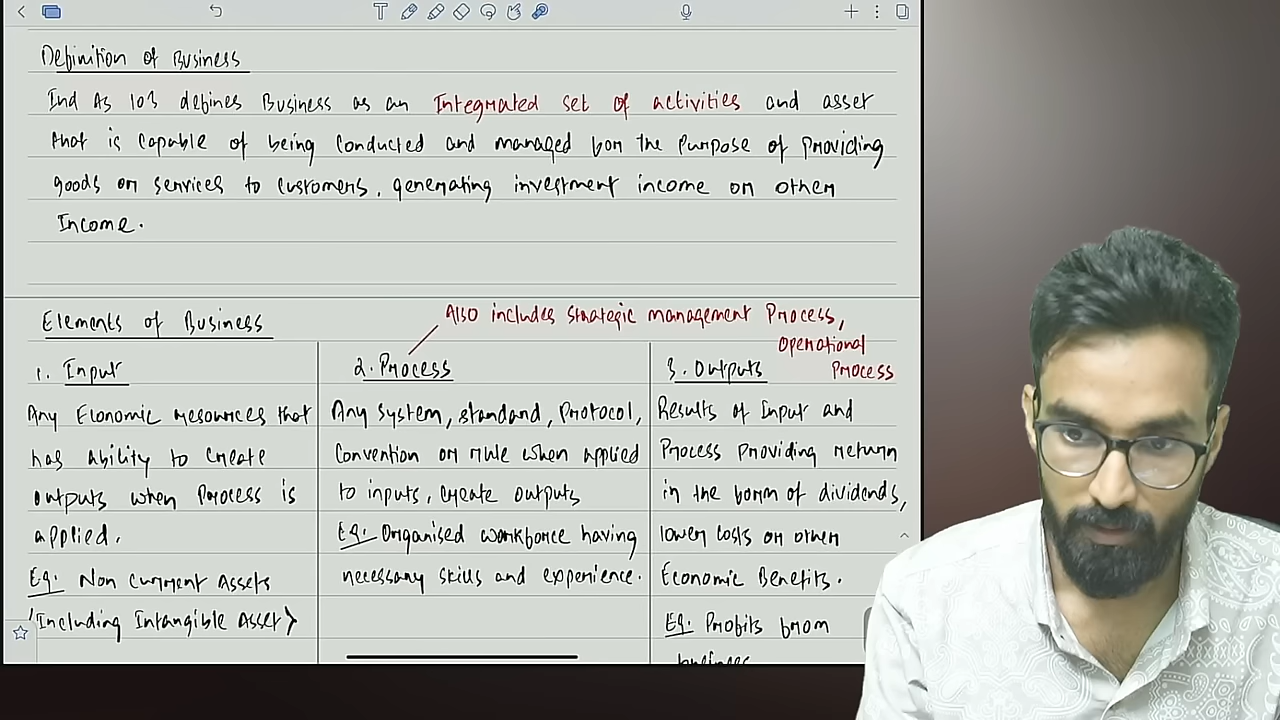 Definition of Business
Ind As 103 defines Business as an Integrated set of activities and asset
that is capable of being conducted and managed for the Purpose of Providing
goods or services to customers, generating investment income or other
Income.
Elements of Business
Also includes strategic management Process,
Operational
Process
1. Input
Any Economic resources that
has ability to create
outputs when Process is
applied.
Eg: Non Current Assets
(Including Intangible Asset)
2. Process
Any system, standard, Protocol,
Convention or rule when applied
to inputs, create outputs
Eg: Organised workforce having
necessary skills and experience.
3. Outputs
Results of Input and
Process Providing return
in the form of dividends,
lower costs or other
Economic Benefits.
Eg: Profits from
business